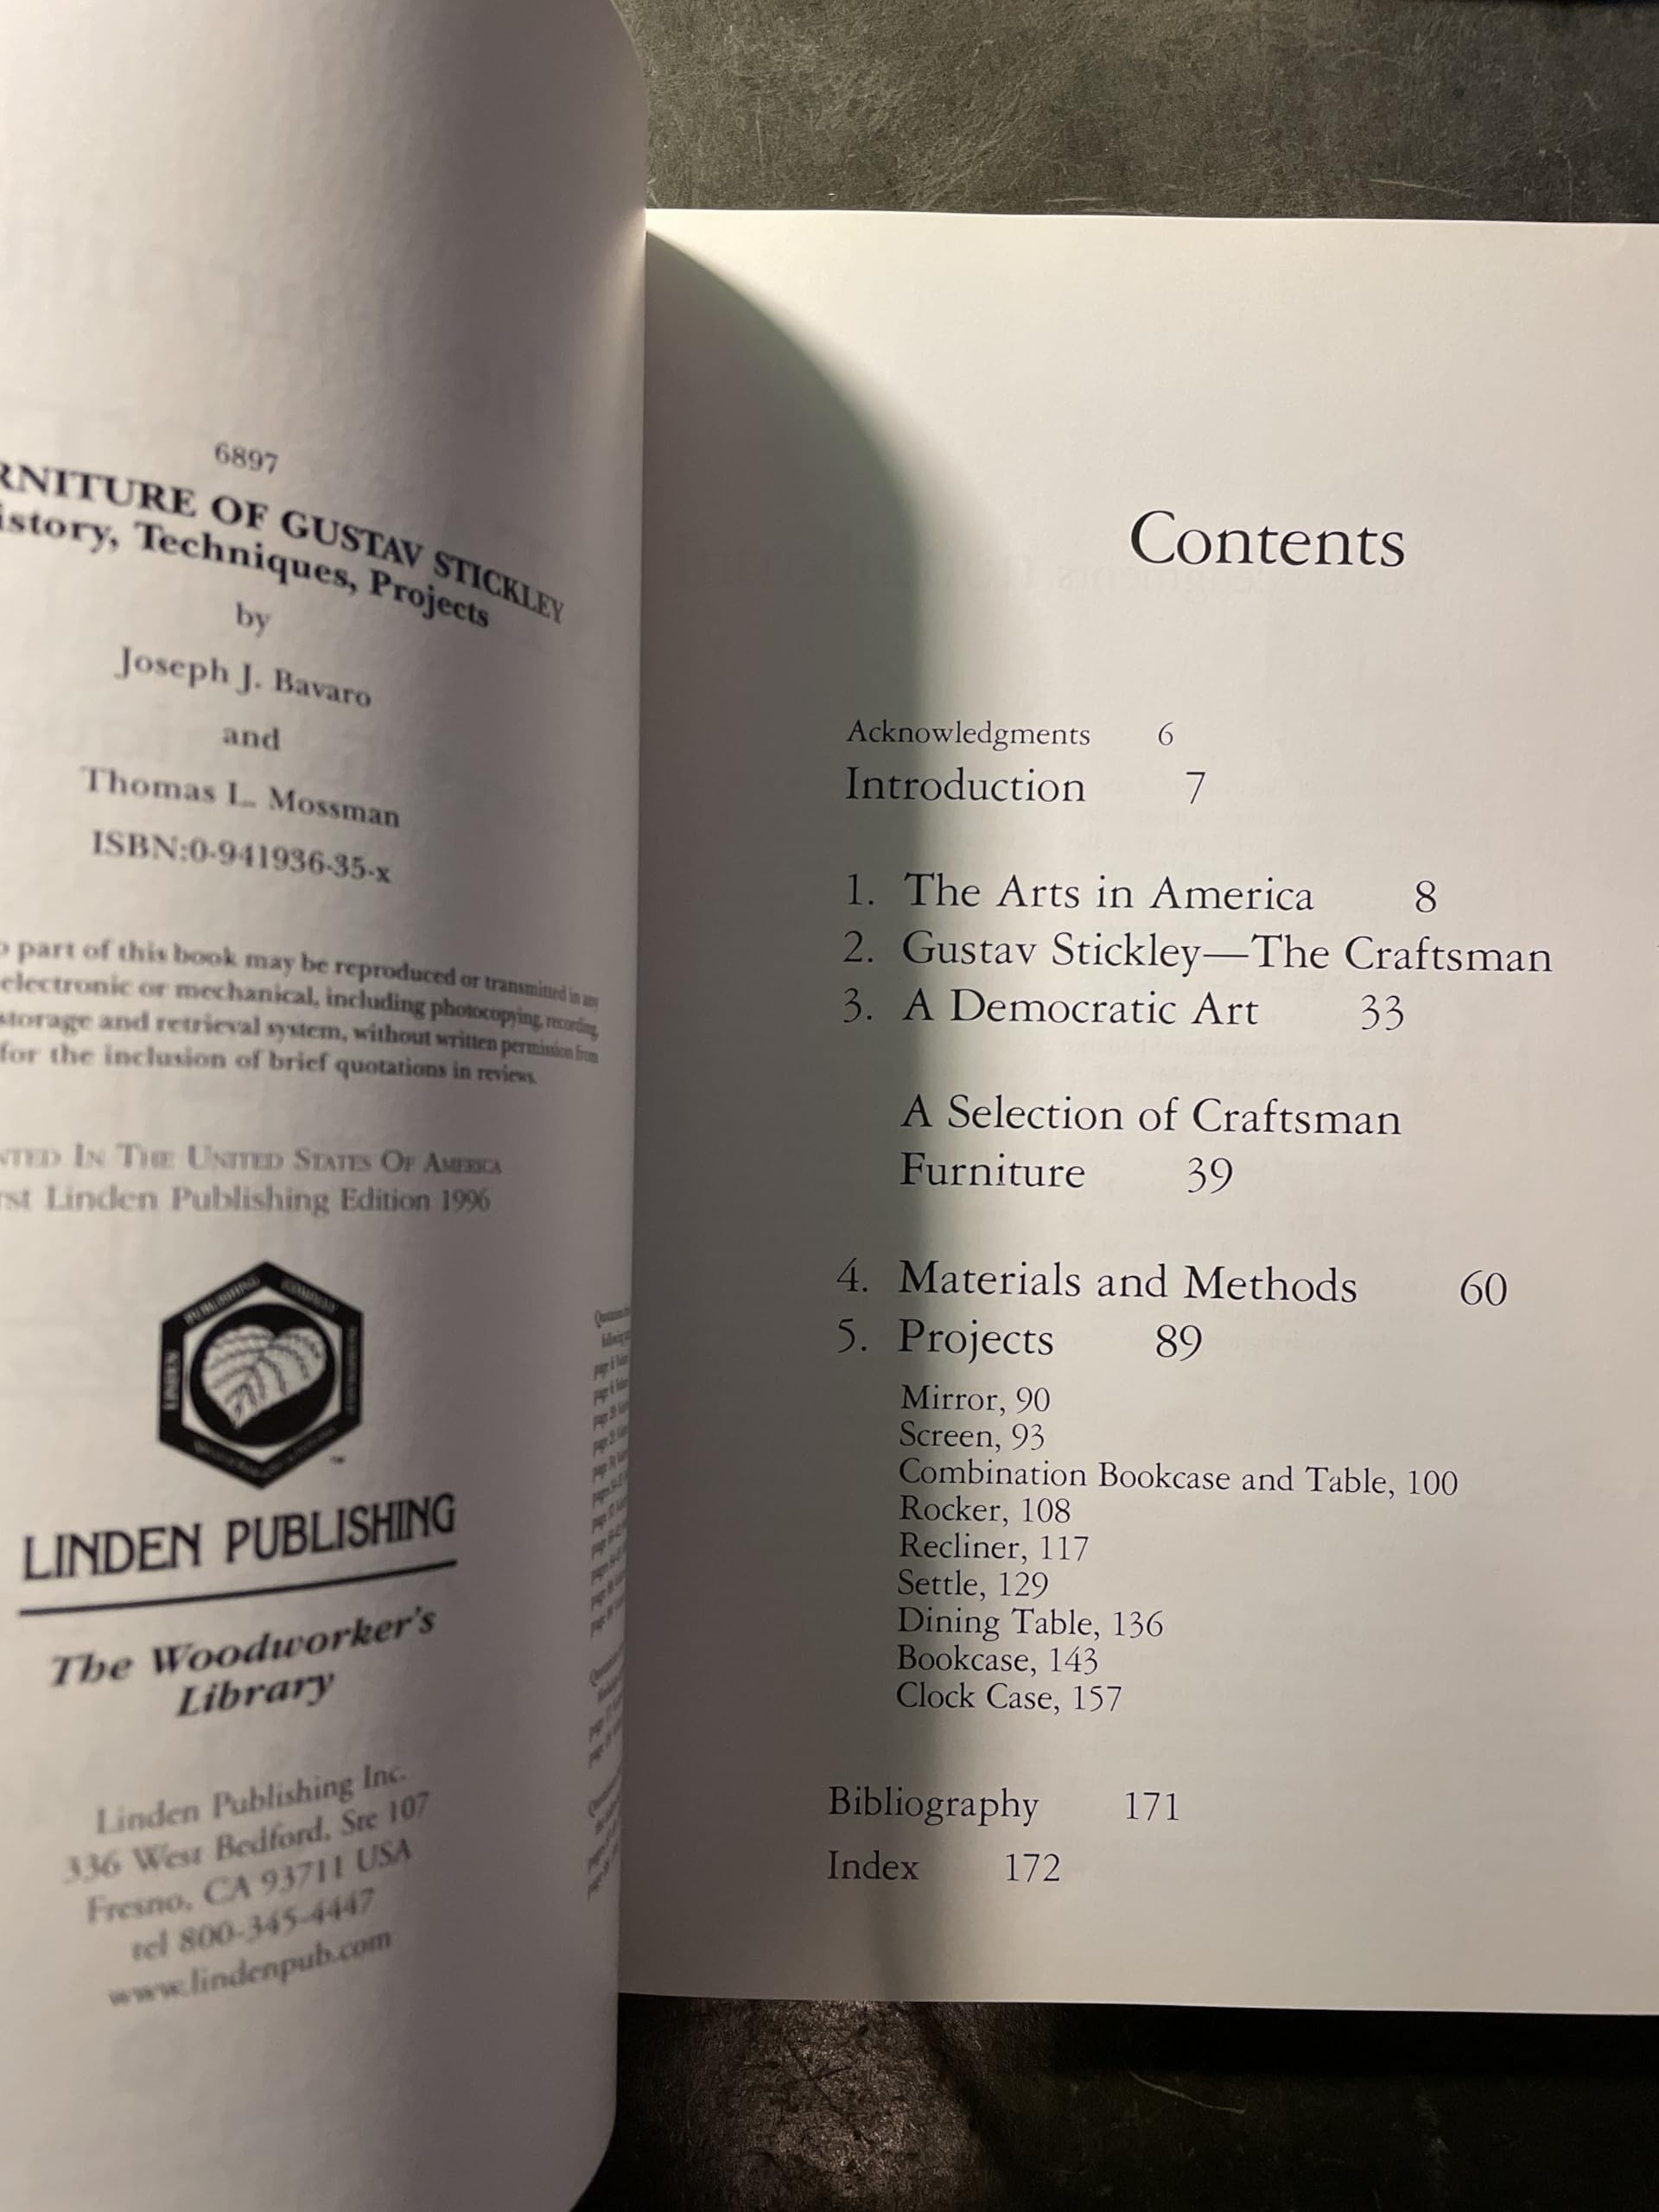 6897
RNITURE OF GUSTAV STICKLEY
istory, Techniques, Projects
by
Joseph J. Bavaro
and
Thomas L. Mossman
ISBN:0-941936-35-x
part of this book may be reproduced or transmitted in any
electronic or mechanical, including photocopying, recording,
storage and retrieval system, without written permission from
for the inclusion of brief quotations in reviews.
NTED IN THE UNITED STATES OF AMERICA
rst Linden Publishing Edition 1996
LINDEN PUBLISHING COMPANY
LINDEN PUBLISHING
The Woodworker's
Library
Linden Publishing Inc.
336 West Bedford, Ste 107
Fresno, CA 93711 USA
tel 800-345-4447
www.lindenpub.com
Contents
Acknowledgments 6
Introduction 7
1. The Arts in America 8
2. Gustav Stickley—The Craftsman
3. A Democratic Art 33
A Selection of Craftsman
Furniture 39
4. Materials and Methods 60
5. Projects 89
Mirror, 90
Screen, 93
Combination Bookcase and Table, 100
Rocker, 108
Recliner, 117
Settle, 129
Dining Table, 136
Bookcase, 143
Clock Case, 157
Bibliography 171
Index 172